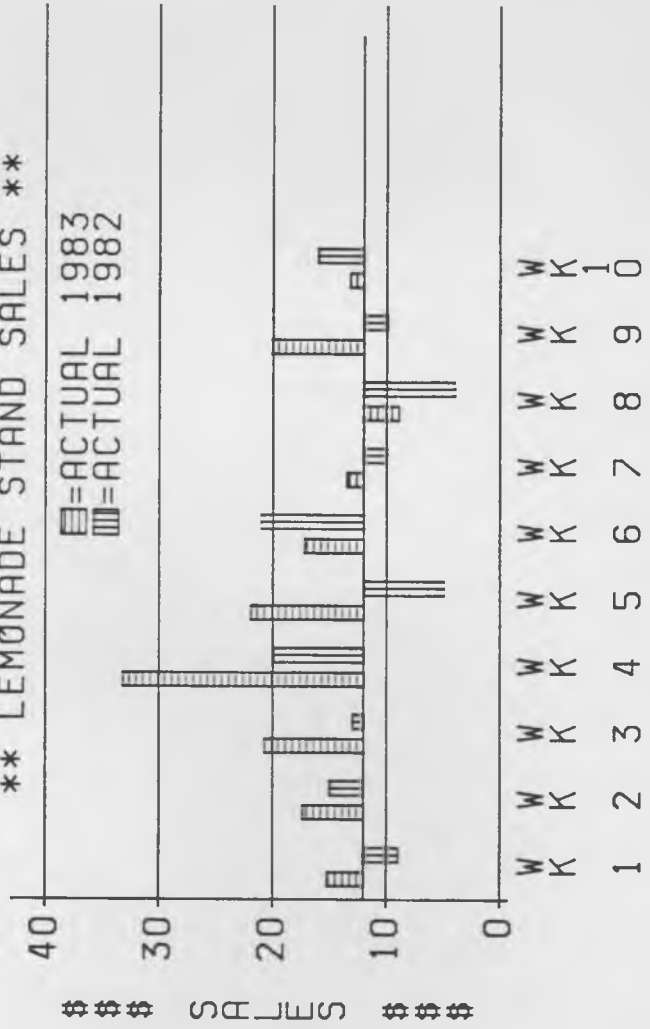 ** LEMONADE STAND SALES **
=ACTUAL 1983
=ACTUAL 1982
$$$ SALES $$$
40
30
20
10
0
WK 1
WK 2
WK 3
WK 4
WK 5
WK 6
WK 7
WK 8
WK 9
WK 10